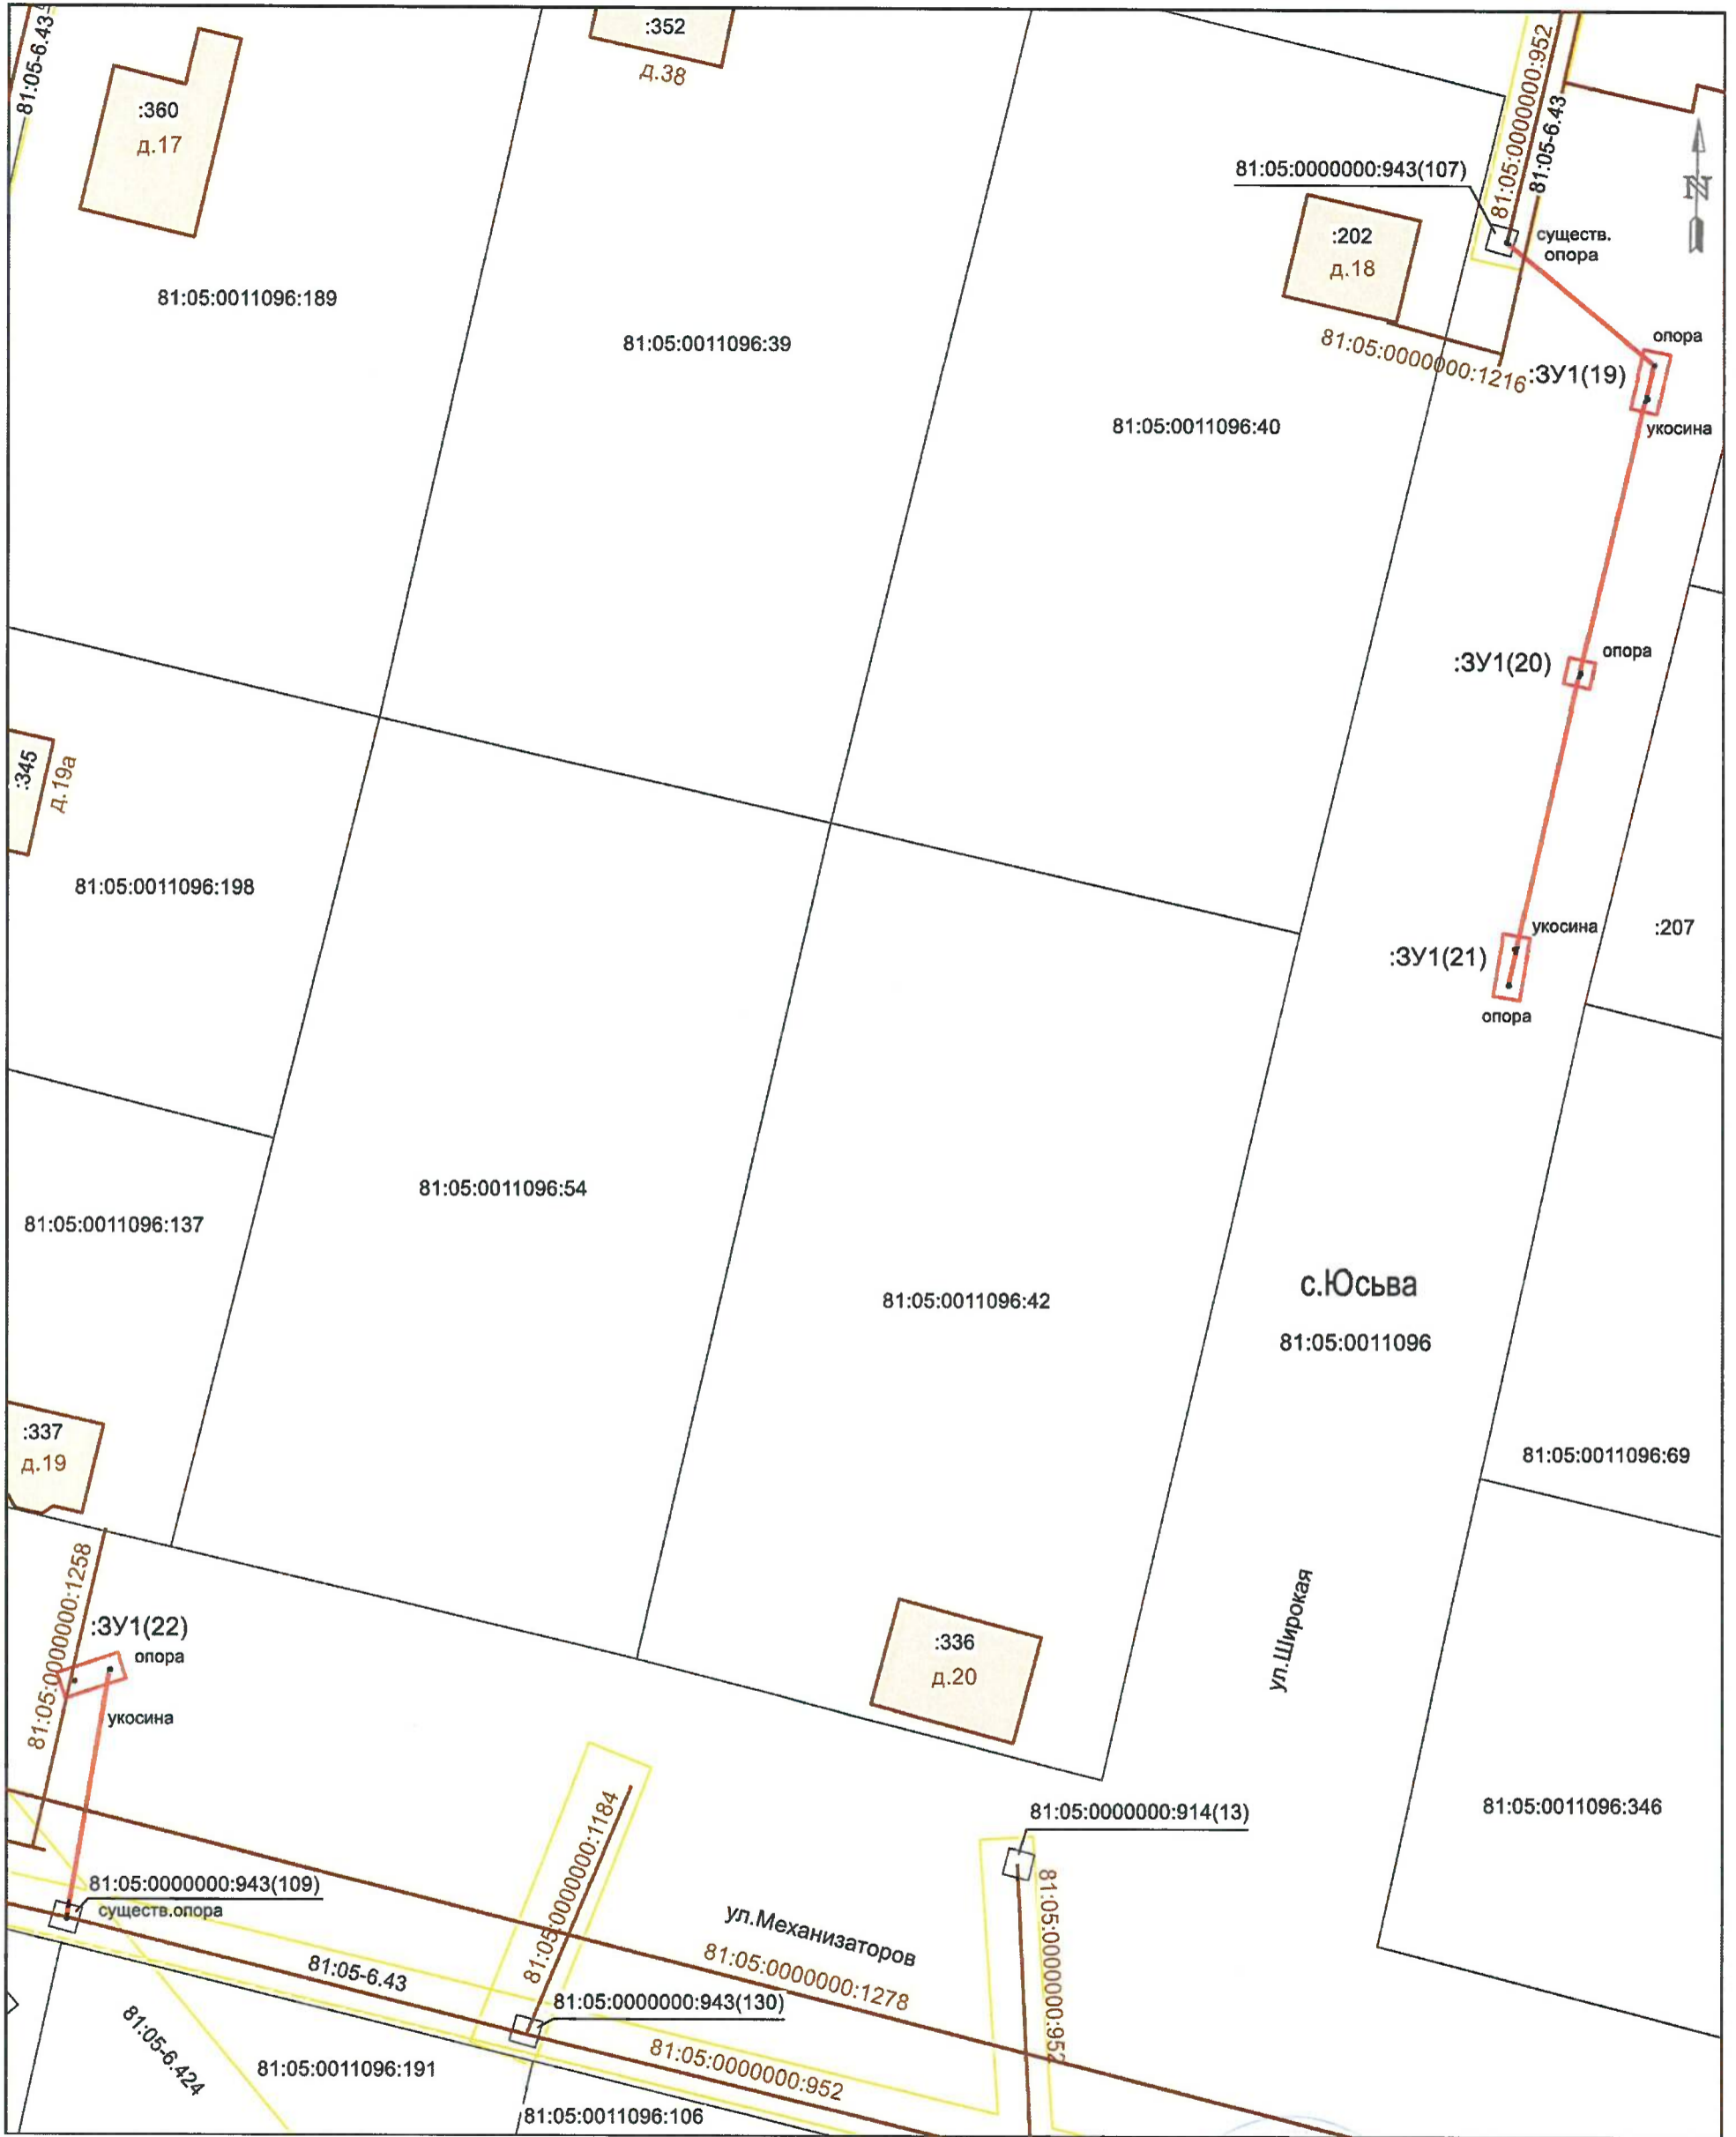 81:05-6.43
:352
д.38
:360
д.17
81:05:0000000:952
81:05-6.43
N
81:05:0000000:943(107)
:202
д.18
существ.
опора
81:05:0011096:189
81:05:0011096:39
опора
81:05:0000000:1216
:ЗУ1(19)
81:05:0011096:40
укосина
:ЗУ1(20)
опора
:345
д.19а
81:05:0011096:198
укосина
:207
:ЗУ1(21)
опора
81:05:0011096:54
81:05:0011096:137
с.Юсьва
81:05:0011096:42
81:05:0011096
:337
д.19
81:05:0011096:69
81:05:0000000:1258
:ЗУ1(22)
опора
ул.Широкая
:336
д.20
укосина
81:05:0000000:1184
81:05:0000000:914(13)
81:05:0011096:346
81:05:0000000:943(109)
существ.опора
81:05:0000000:952
ул.Механизаторов
81:05-6.43
81:05:0000000:1278
81:05:0000000:943(130)
81:05-6.424
81:05:0011096:191
81:05:0000000:952
81:05:0011096:106